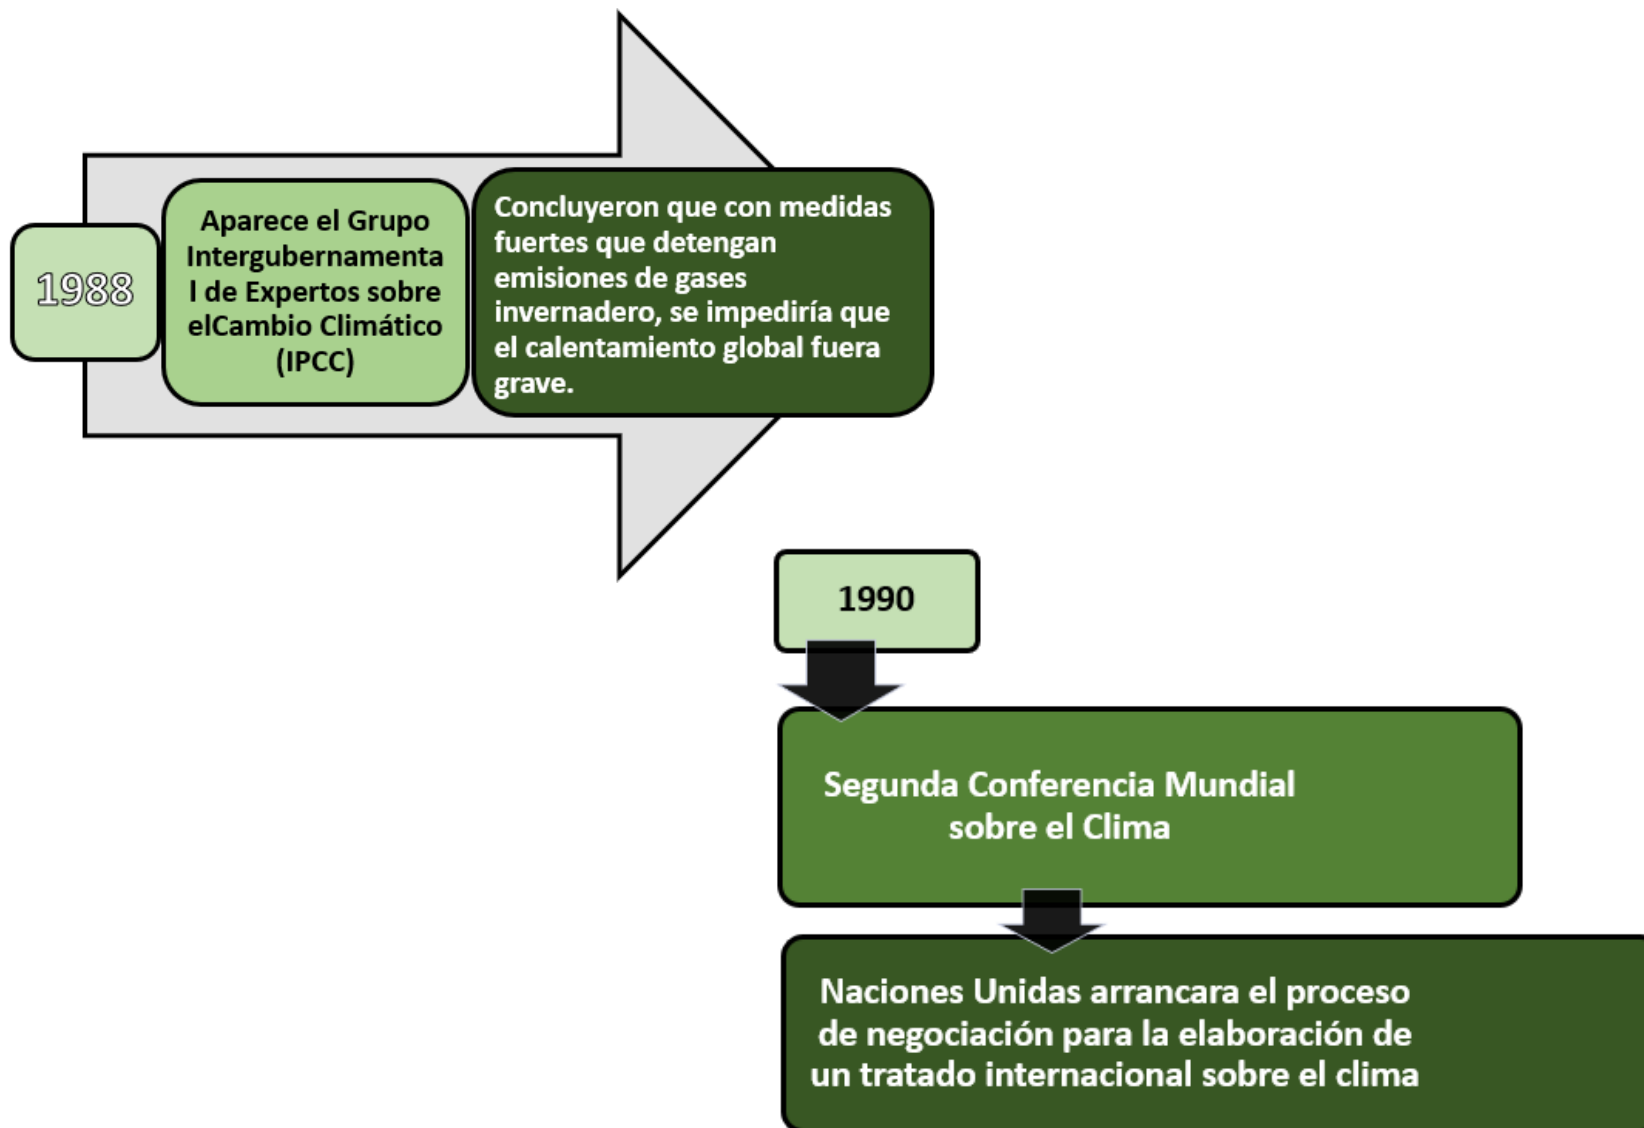 1988
Aparece el Grupo
Intergubernamenta
l de Expertos sobre
elCambio Climático
(IPCC)
Concluyeron que con medidas
fuertes que detengan
emisiones de gases
invernadero, se impediría que
el calentamiento global fuera
grave.
1990
Segunda Conferencia Mundial
sobre el Clima
Naciones Unidas arrancara el proceso
de negociación para la elaboración de
un tratado internacional sobre el clima